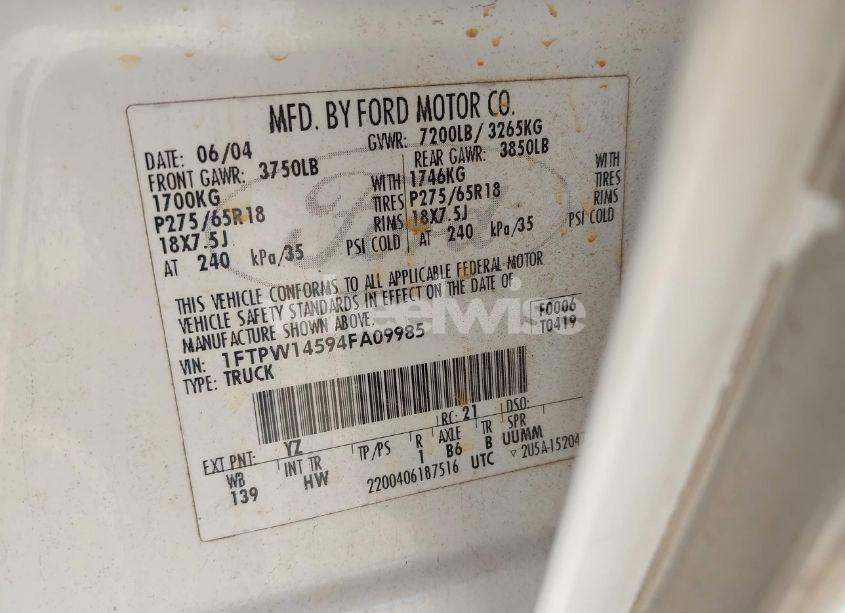 MFD. BY FORD MOTOR CO.
DATE: 06/04 GVWR: 7200LB/ 3265KG
FRONT GAWR: 3750LB REAR GAWR: 3850LB
1700KG WITH 1746KG WITH
P275/65R18 TIRES P275/65R18 TIRES
18X7.5J RIMS 18X7.5J RIMS
AT 240 kPa/35 PSI COLD AT 240 kPa/35 PSI COLD
THIS VEHICLE CONFORMS TO ALL APPLICABLE FEDERAL MOTOR
VEHICLE SAFETY STANDARDS IN EFFECT ON THE DATE OF
MANUFACTURE SHOWN ABOVE.
F0006
VIN: 1FTPW14594FA09985 T0419
TYPE: TRUCK
EXT PNT: YZ RC: 21 DSO:
WB INT TR TP/PS R AXLE TR SPR
139 HW 1 B6 B UUMM
2200406187516 UTC ▽ 2U5A-15204
Ford